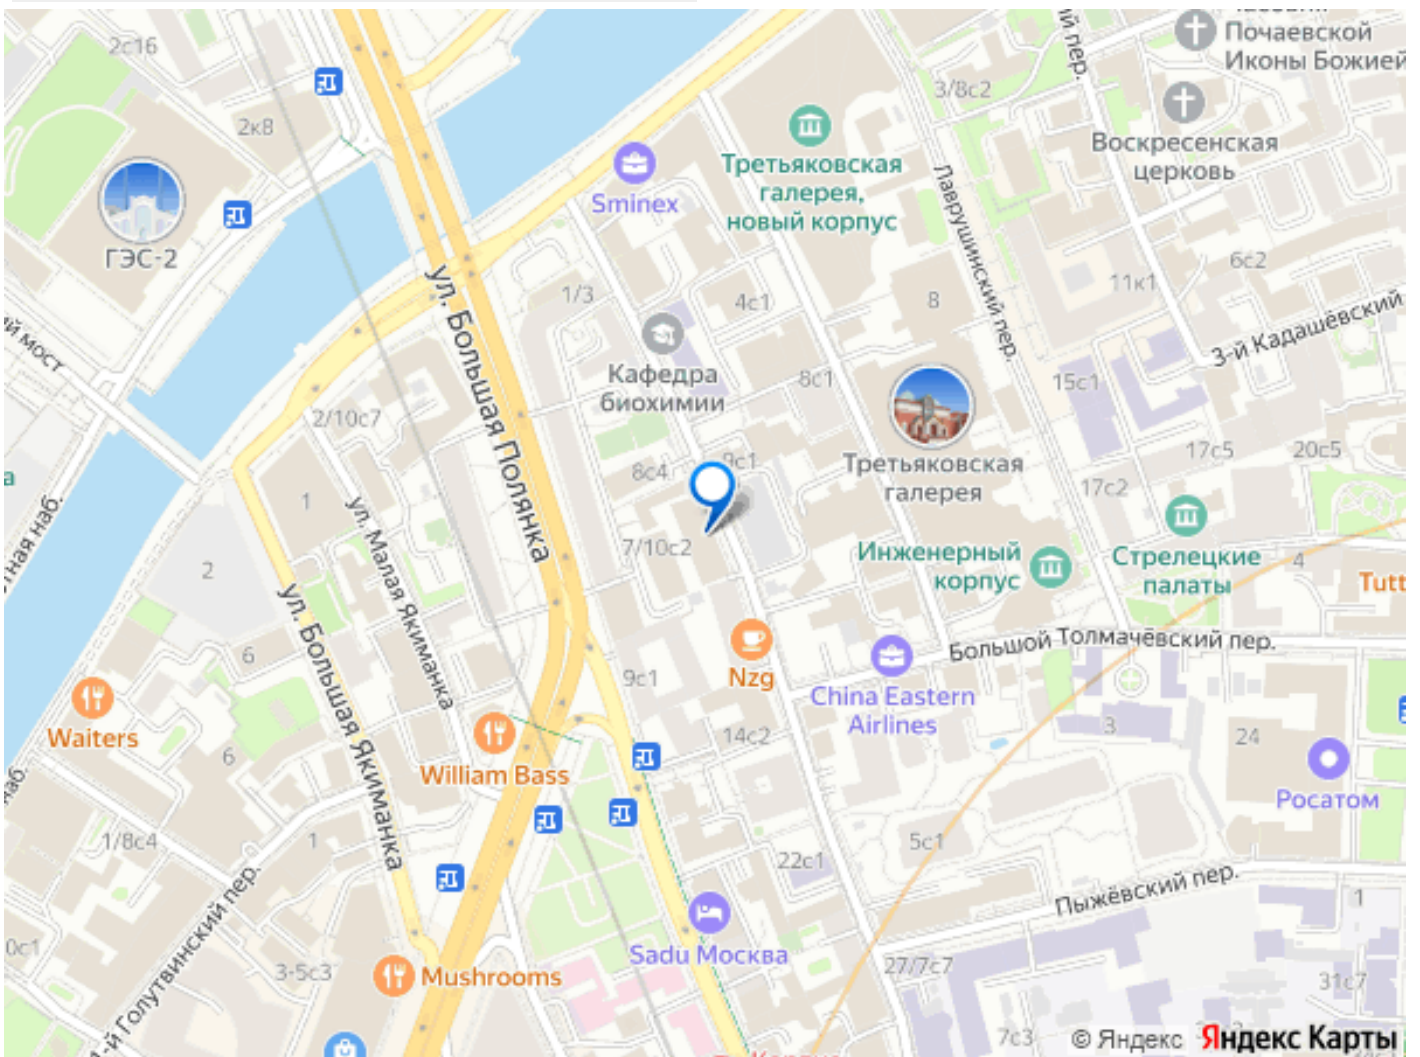 Почаевской
Иконы Божией
2с16
3/8с2
2к8
Воскресенская
церковь
Третьяковская
галерея,
новый корпус
Лаврушинский пер.
Sminex
ГЭС-2
6с2
11к1
1/3
4с1
8
ул. Большая Полянка
3-й Кадашёвский
мост
Кафедра
биохимии
8с1
15с1
2/10с7
Третьяковская
галерея
17с5
20с5
8с4
9с1
17с2
1
ул. Малая Якиманка
7/10с2
Инженерный
корпус
Стрелецкие
палаты
4
Tutt
2
ул. Большая Якиманка
Большой Толмачёвский пер.
6
9с1
Nzg
China Eastern
Airlines
Waiters
14с2
3
24
6
William Bass
Росатом
1/8с4
1
5с1
22с1
Пыжёвский пер.
1
1-й Голутвинский пер.
0с1
3-5с3
Mushrooms
Sadu Москва
27/7с7
31с7
7с3
© Яндекс
Яндекс Карты